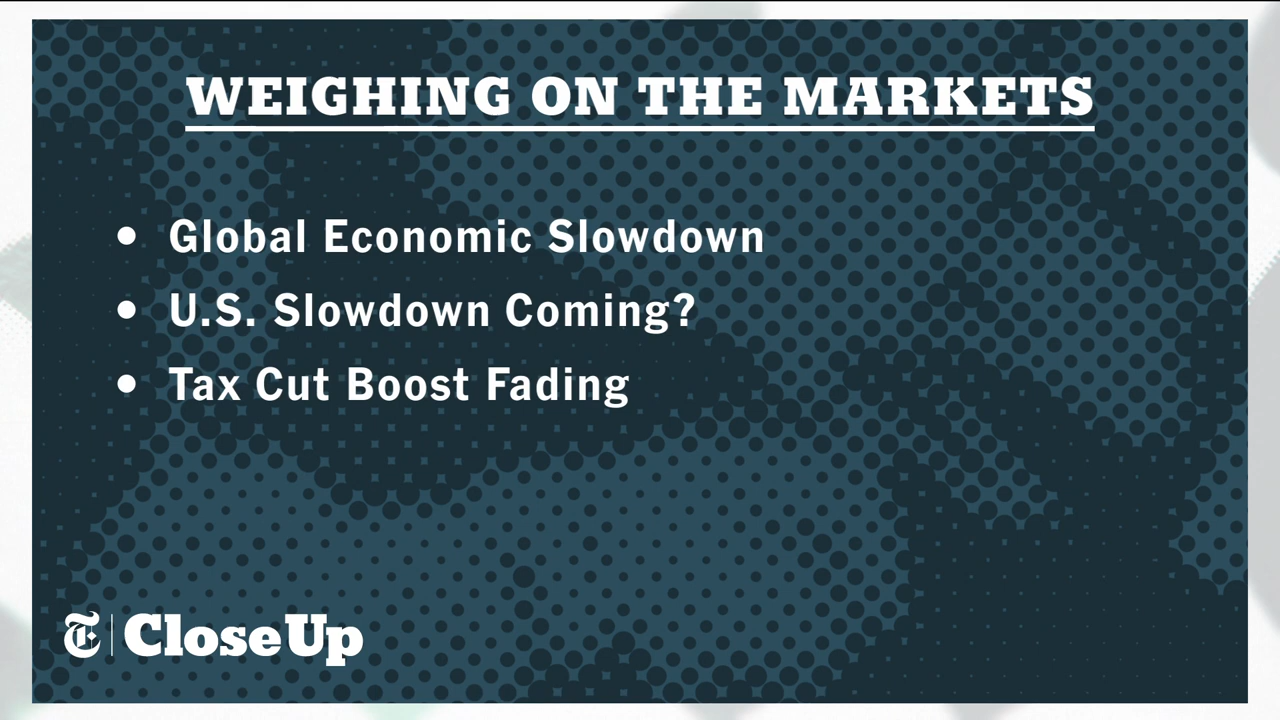 WEIGHING ON THE MARKETS
• Global Economic Slowdown
• U.S. Slowdown Coming?
• Tax Cut Boost Fading
T | CloseUp